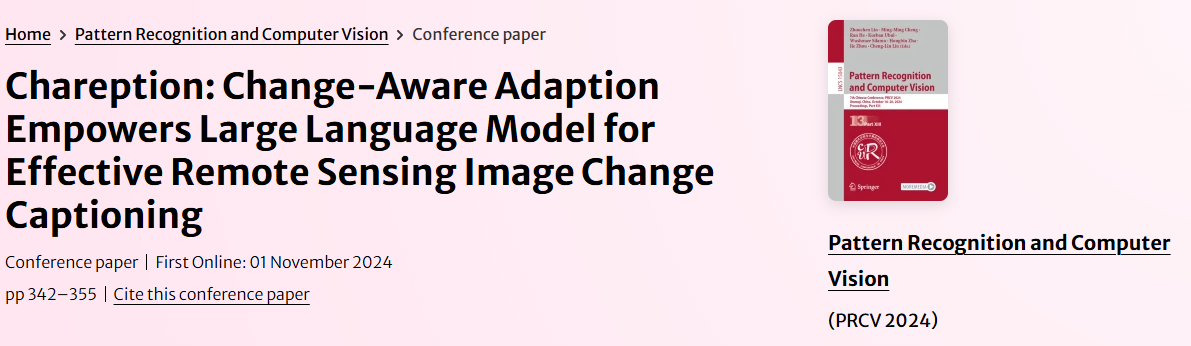 Home > Pattern Recognition and Computer Vision > Conference paper
Chareption: Change-Aware Adaption
Empowers Large Language Model for
Effective Remote Sensing Image Change
Captioning
Conference paper | First Online: 01 November 2024
pp 342–355 | Cite this conference paper
Pattern Recognition
and Computer Vision
Springer
Pattern Recognition and Computer
Vision
(PRCV 2024)